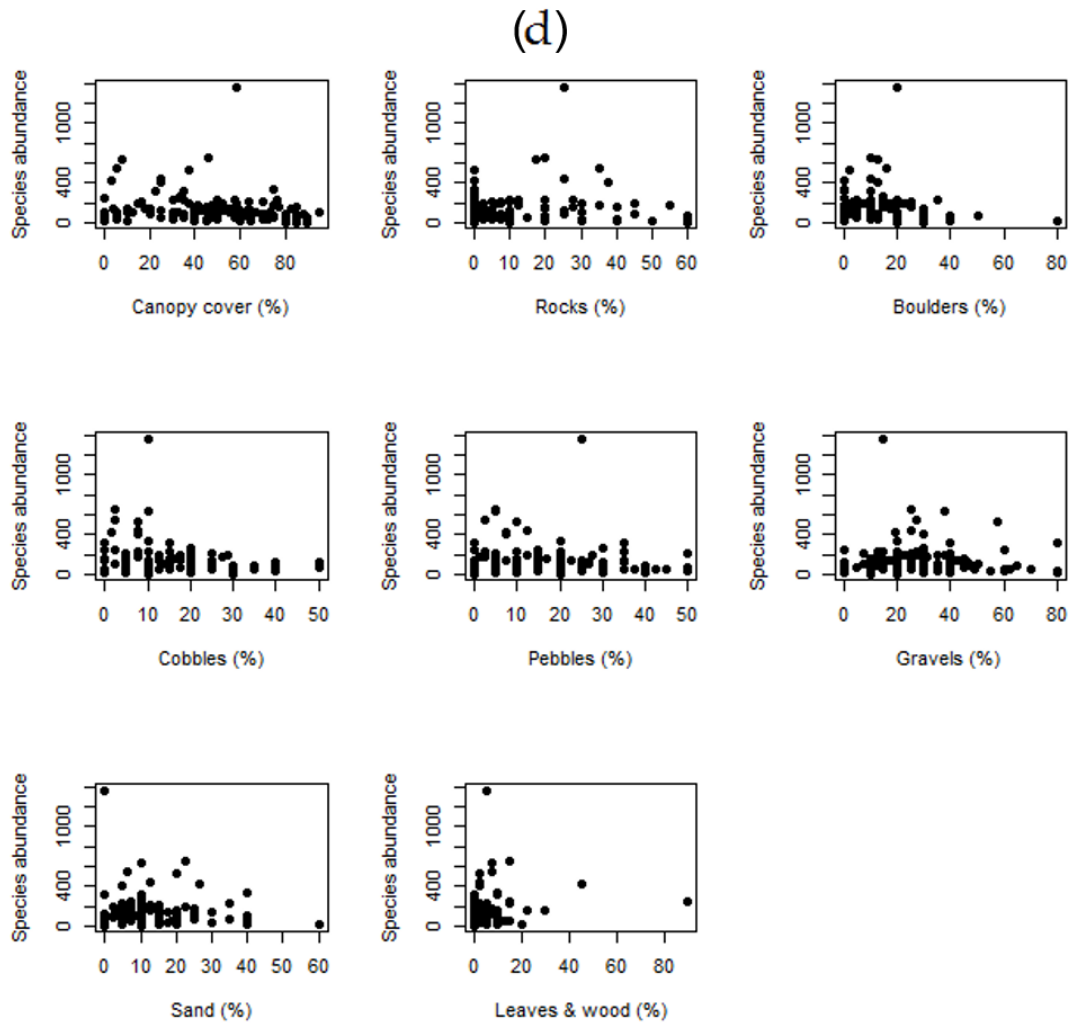 (d)
Species abundance
1000
400
0
0 20 40 60 80
Canopy cover (%)
Species abundance
1000
400
0
0 10 20 30 40 50 60
Rocks (%)
Species abundance
1000
400
0
0 20 40 60 80
Boulders (%)
Species abundance
1000
400
0
0 10 20 30 40 50
Cobbles (%)
Species abundance
1000
400
0
0 10 20 30 40 50
Pebbles (%)
Species abundance
1000
400
0
0 20 40 60 80
Gravels (%)
Species abundance
1000
400
0
0 10 20 30 40 50 60
Sand (%)
Species abundance
1000
400
0
0 20 40 60 80
Leaves & wood (%)